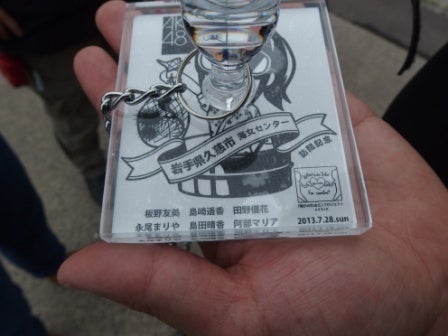 AKB
48
岩手県久慈市 海女センター
訪問記念
板野友美 島崎遥香 田野優花
永尾まりや 島田晴香 阿部マリア
2013.7.28.sun